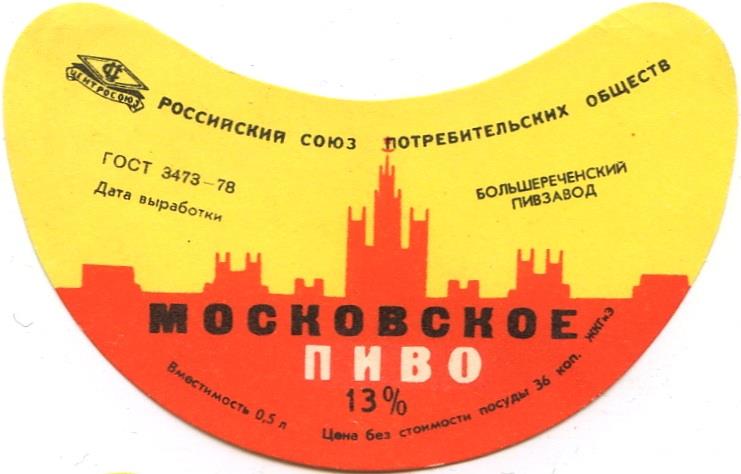 ЦЕНТРОСОЮЗ
РОССИЙСКИЙ СОЮЗ ПОТРЕБИТЕЛЬСКИХ ОБЩЕСТВ
ГОСТ 3473-78
Дата выработки
БОЛЬШЕРЕЧЕНСКИЙ
ПИВЗАВОД
МОСКОВСКОЕ
ПИВО
13%
Вместимость 0,5 л
Цена без стоимости посуды 36 коп. ЖКГиЭ